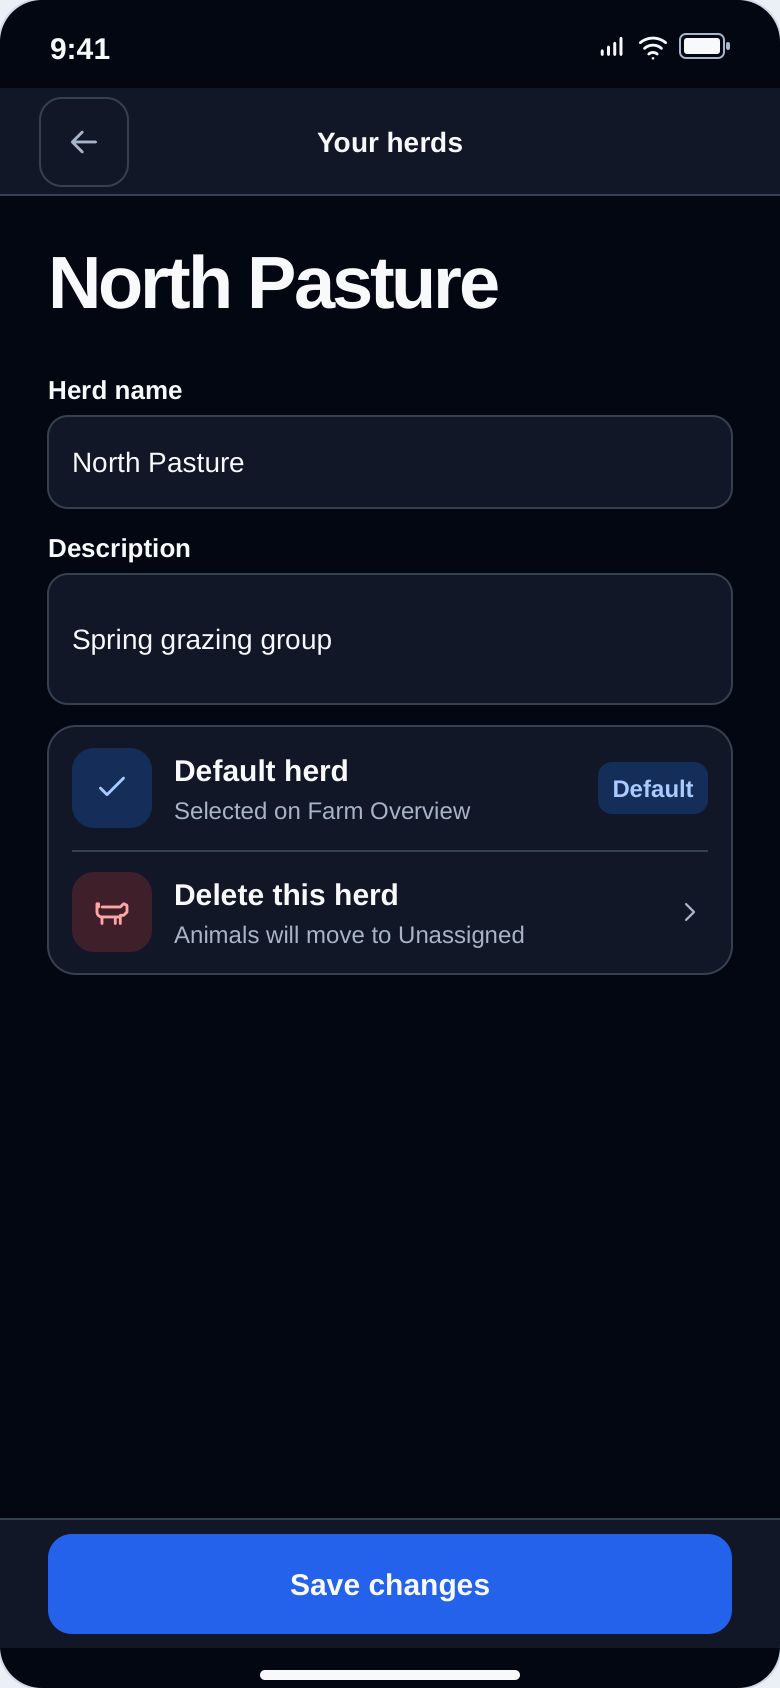 9:41
Your herds
North Pasture
Herd name
North Pasture
Description
Spring grazing group
Default herd
Selected on Farm Overview
Default
Delete this herd
Animals will move to Unassigned
Save changes